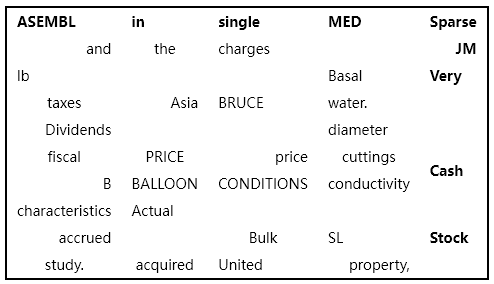 ASEMBL in single MED Sparse
and the charges JM
lb Basal Very
taxes Asia BRUCE water.
Dividends diameter
fiscal PRICE price cuttings
Cash
B BALLOON CONDITIONS conductivity
characteristics Actual
accrued Bulk SL Stock
study. acquired United property,